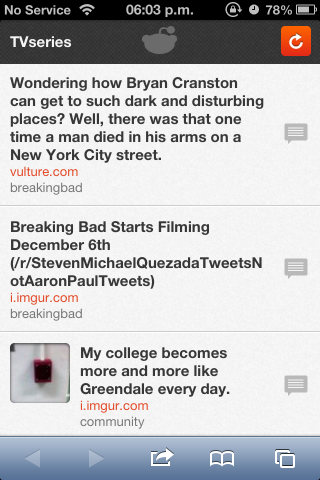 No Service 06:03 p.m. 78%
TVseries
Wondering how Bryan Cranston
can get to such dark and disturbing
places? Well, there was that one
time a man died in his arms on a
New York City street.
vulture.com
breakingbad
Breaking Bad Starts Filming
December 6th
(/r/StevenMichaelQuezadaTweetsN
otAaronPaulTweets)
i.imgur.com
breakingbad
My college becomes
more and more like
Greendale every day.
i.imgur.com
community